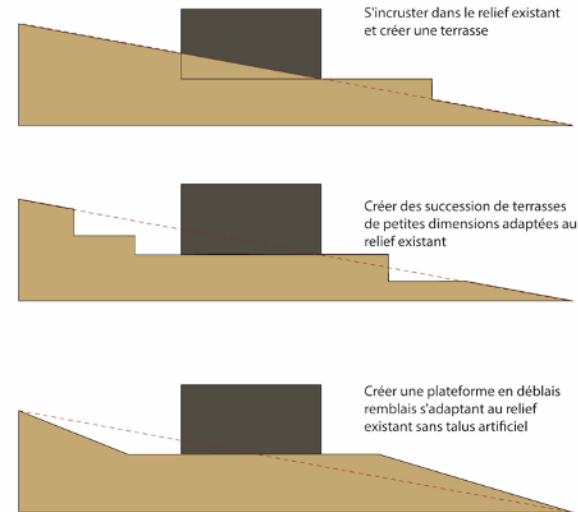 S'incruster dans le relief existant
et créer une terrasse
Créer des succession de terrasses
de petites dimensions adaptées au
relief existant
Créer une plateforme en déblais
remblais s'adaptant au relief
existant sans talus artificiel